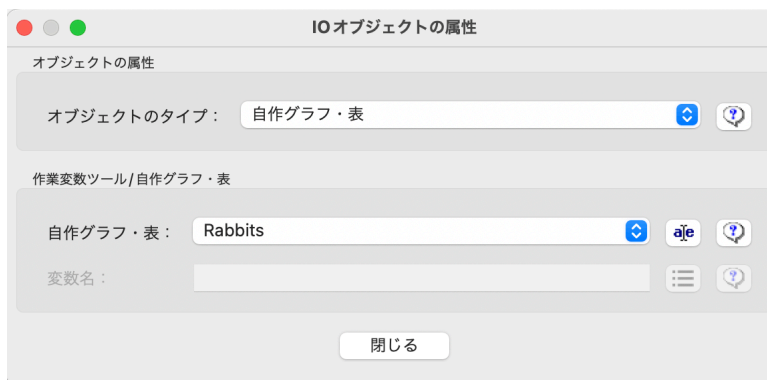 IOオブジェクトの属性
オブジェクトの属性
オブジェクトのタイプ： 自作グラフ・表
作業変数ツール/自作グラフ・表
自作グラフ・表： Rabbits
変数名：
閉じる